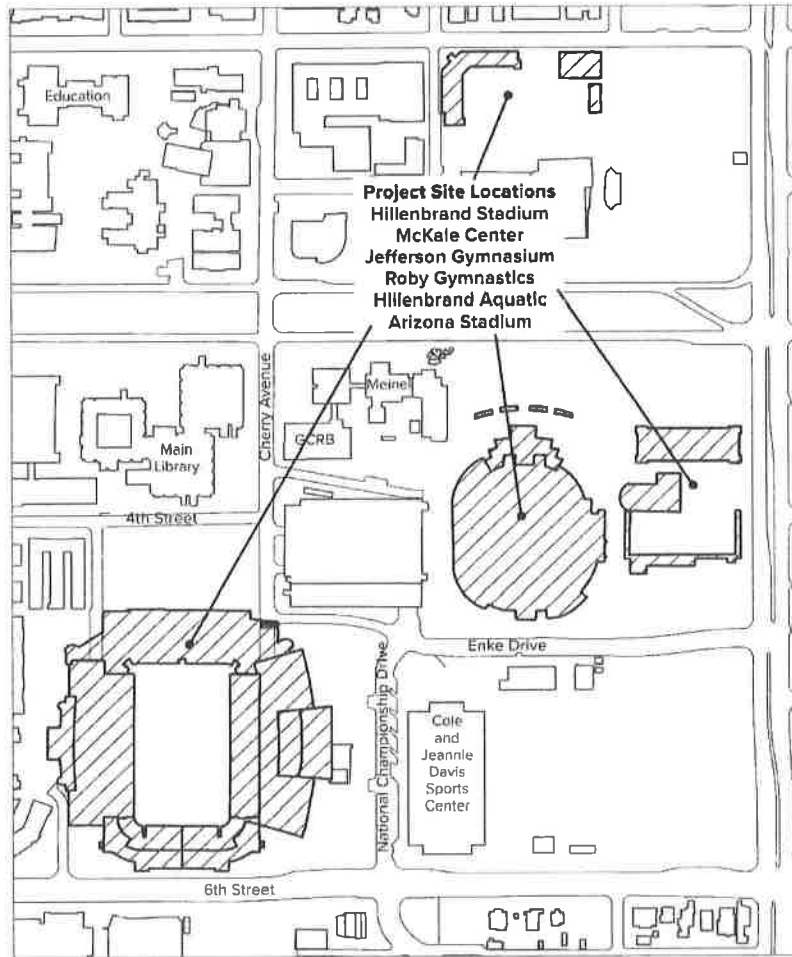 Education
Project Site Locations
Hillenbrand Stadium
McKale Center
Jefferson Gymnasium
Roby Gymnastics
Hillenbrand Aquatic
Arizona Stadium
Cherry Avenue
Meinel
GCRB
Main
Library
4th Street
Enke Drive
National Championship Drive
Cole
and
Jeannie
Davis
Sports
Center
6th Street